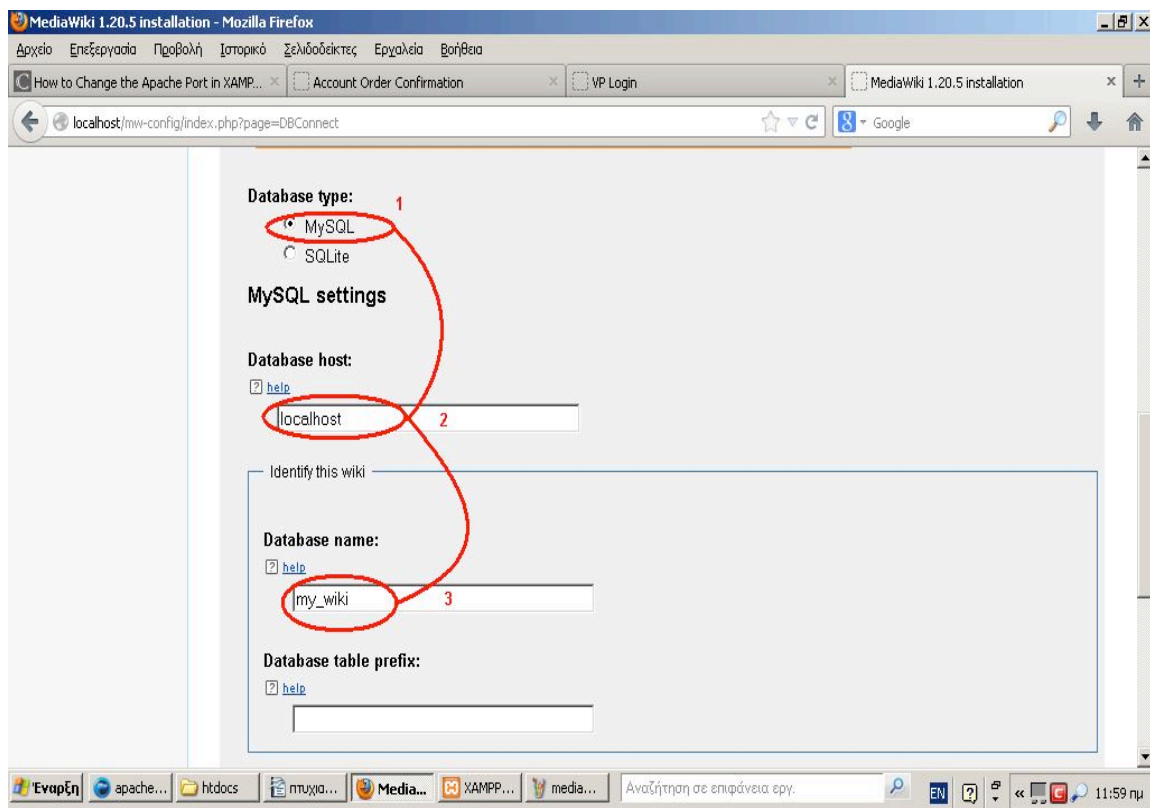 MediaWiki 1.20.5 installation - Mozilla Firefox
Αρχείο Επεξεργασία Προβολή Ιστορικό Σελιδοδείκτες Εργαλεία Βοήθεια
How to Change the Apache Port in XAMP... Account Order Confirmation VP Login MediaWiki 1.20.5 installation
localhost/mw-config/index.php?page=DBConnect Google
Database type:
1
MySQL
SQLite
MySQL settings
Database host:
? help
localhost 2
Identify this wiki
Database name:
? help
my_wiki 3
Database table prefix:
? help
Έναρξη apache... htdocs πτυχια... Media... XAMPP... media... Αναζήτηση σε επιφάνεια εργ. EN ? « 11:59 πμ